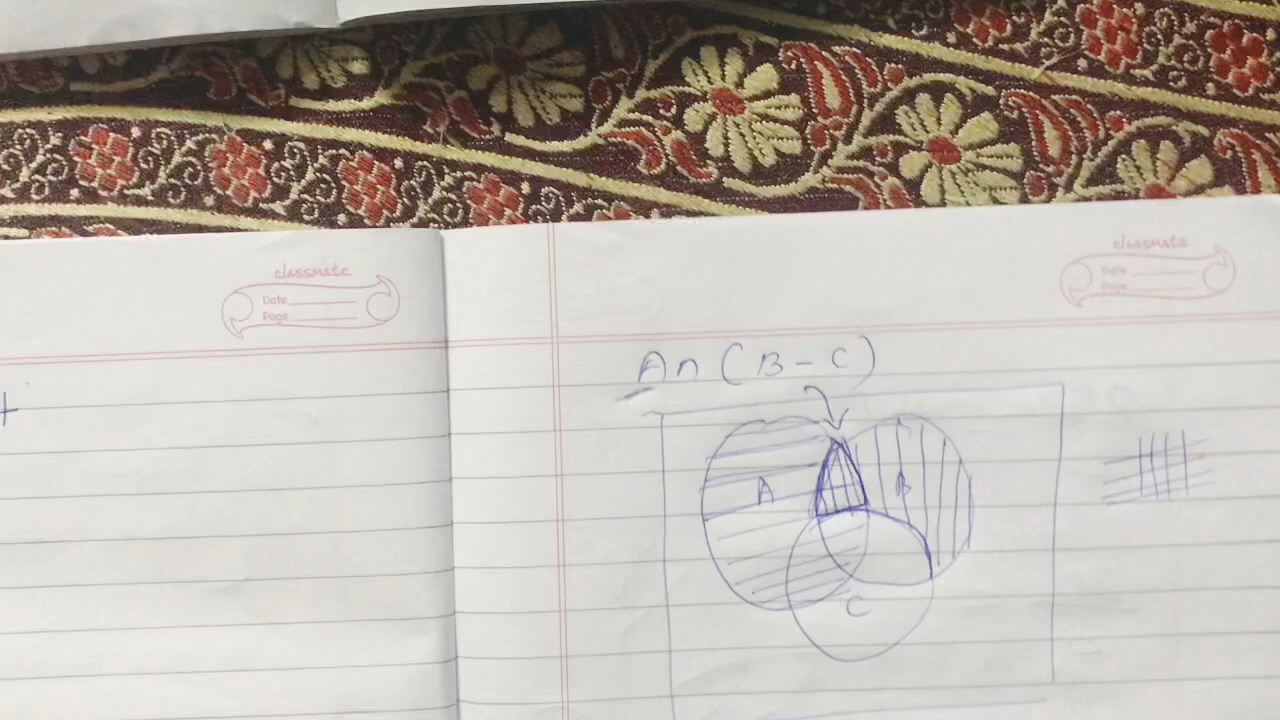 classmate
Date
Page
classmate
Date
Page
A∩(B-C)
A
B
C